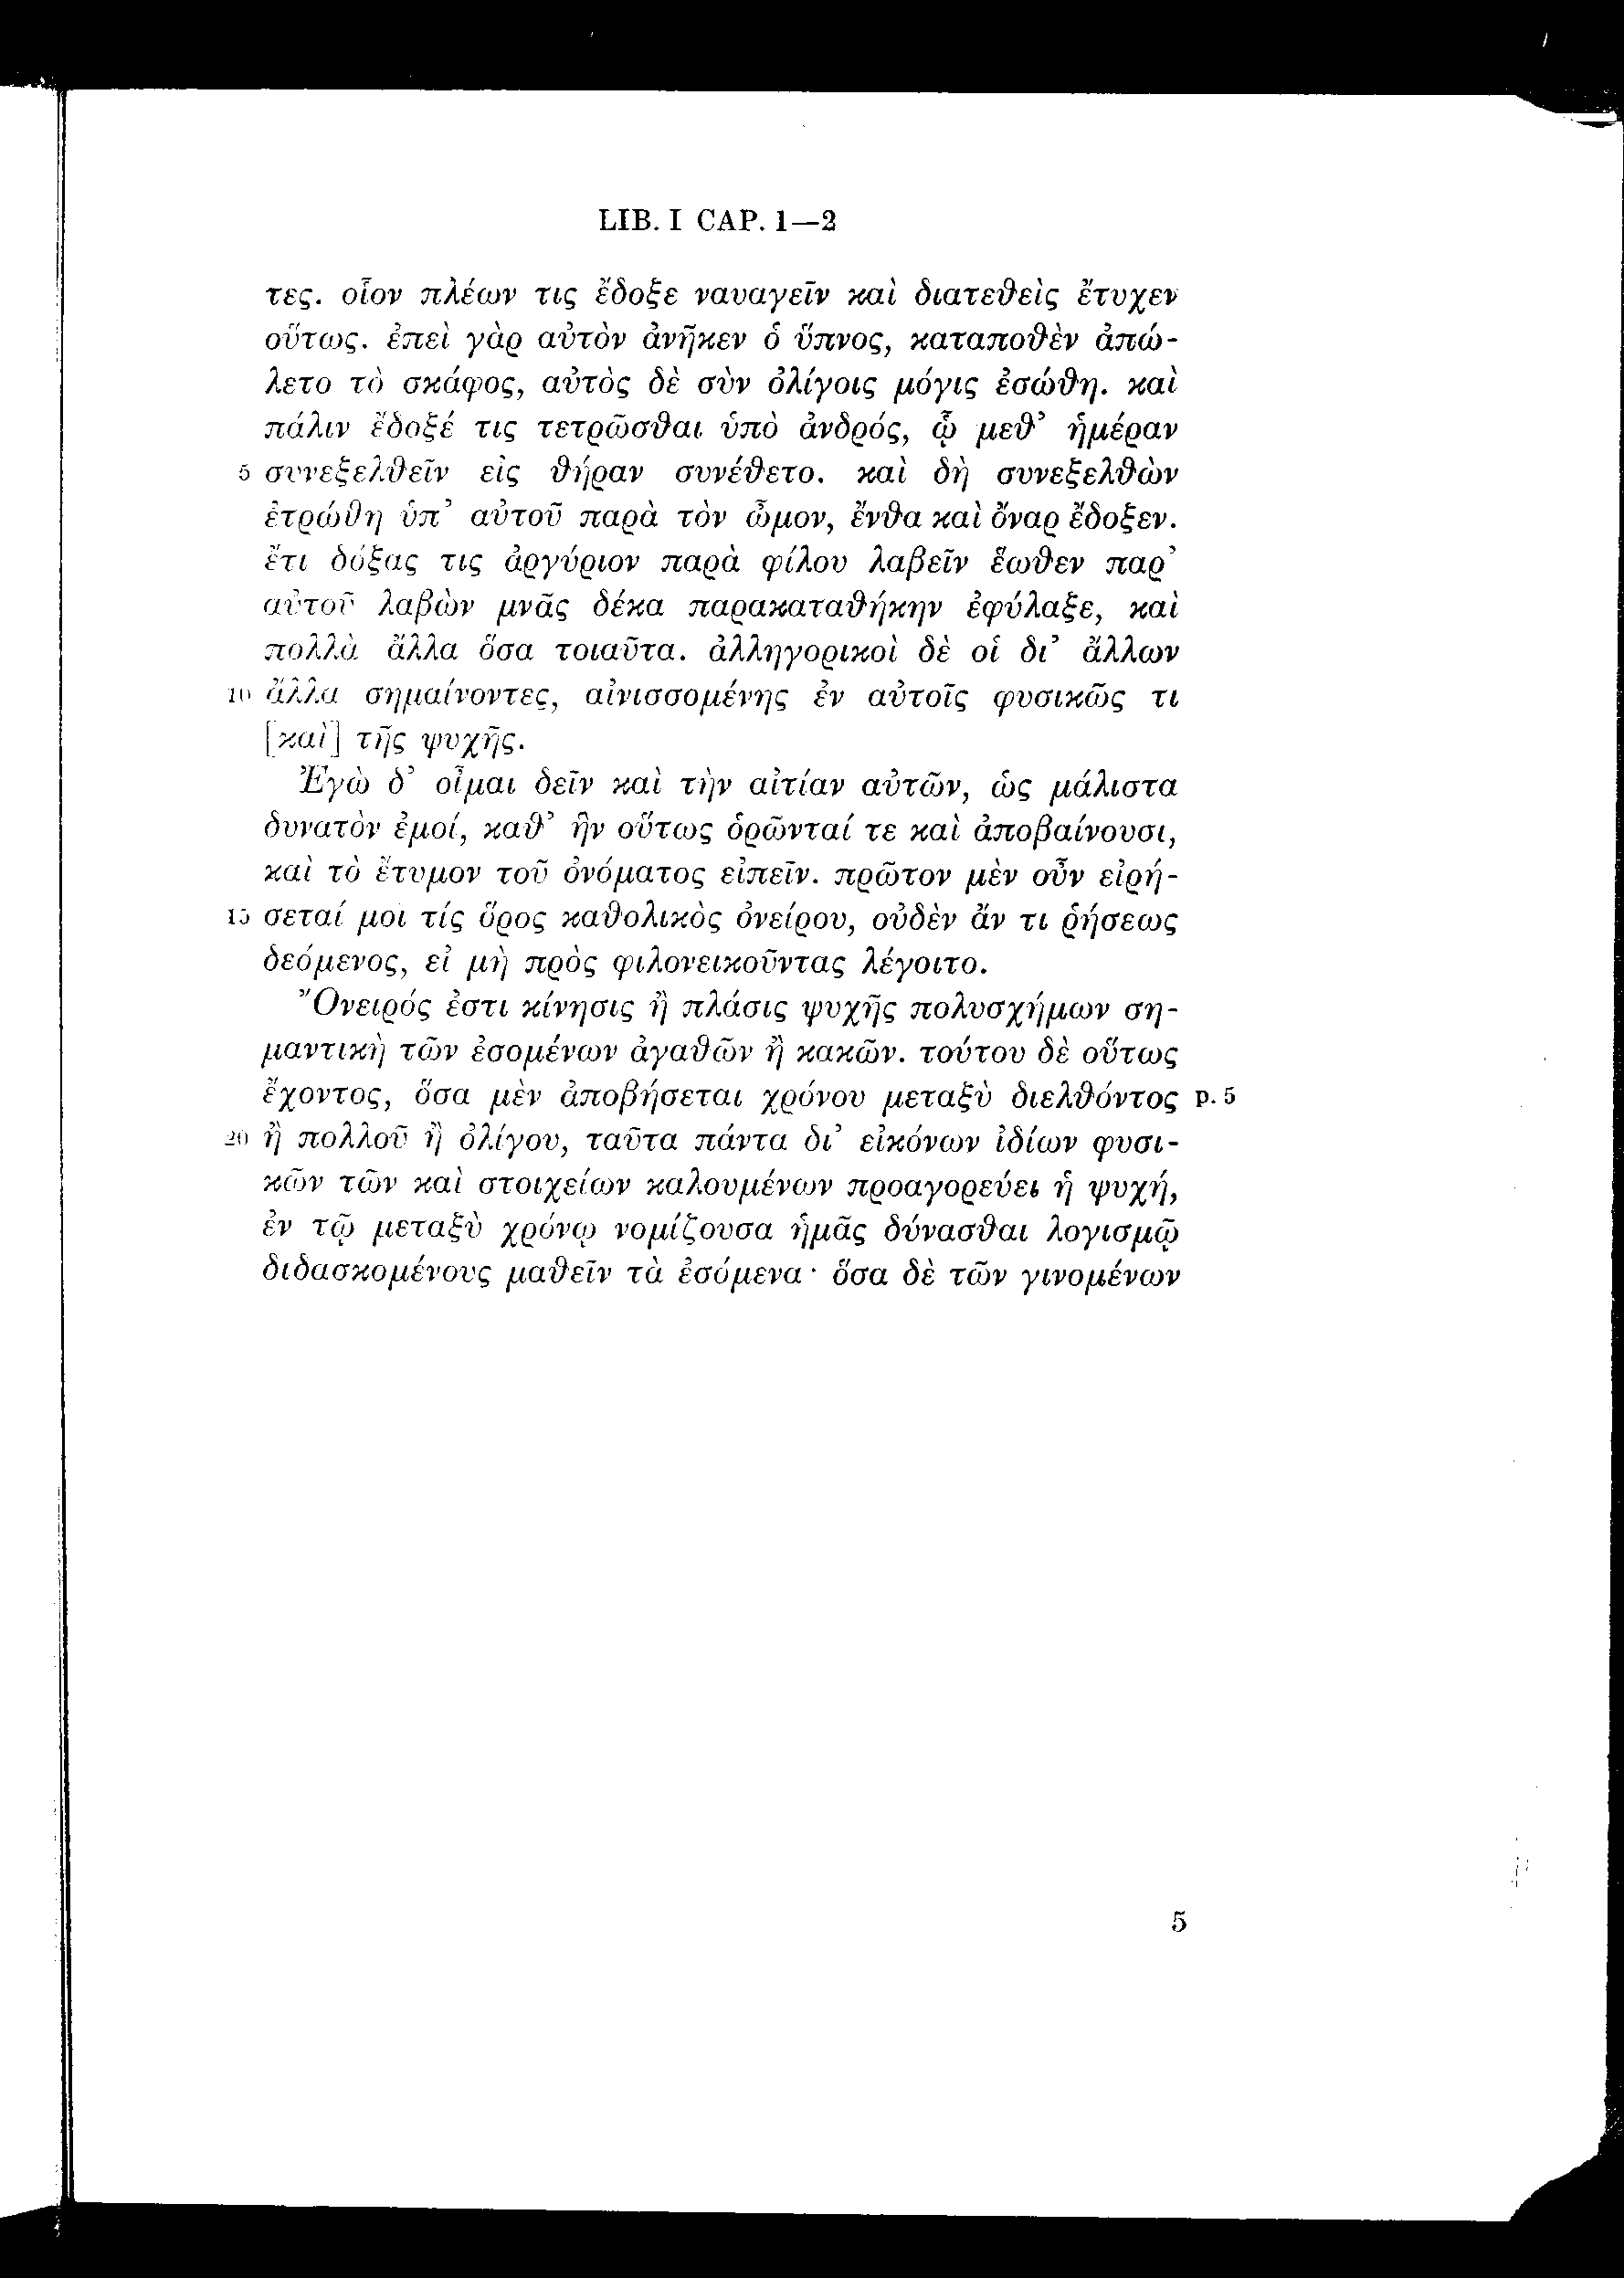 LIB. I CAP. 1—2
τες. οἷον πλέων τις ἔδοξε ναυαγεῖν καὶ διατεθεὶς ἔτυχεν
οὕτως. ἐπεὶ γὰρ αὐτὸν ἀνῆκεν ὁ ὕπνος, καταποθὲν ἀπώ-
λετο τὸ σκάφος, αὐτὸς δὲ σὺν ὀλίγοις μόγις ἐσώθη. καὶ
πάλιν ἔδοξέ τις τετρῶσθαι ὑπὸ ἀνδρός, ᾧ μεθ’ ἡμέραν
5 συνεξελθεῖν εἰς θήραν συνέθετο. καὶ δὴ συνεξελθὼν
ἐτρώθη ὑπ’ αὐτοῦ παρὰ τὸν ὦμον, ἔνθα καὶ ὄναρ ἔδοξεν.
ἔτι δόξας τις ἀργύριον παρὰ φίλου λαβεῖν ἕωθεν παρ’
αὐτοῦ λαβὼν μνᾶς δέκα παρακαταθήκην ἐφύλαξε, καὶ
πολλὰ ἄλλα ὅσα τοιαῦτα. ἀλληγορικοὶ δὲ οἱ δι’ ἄλλων
10 ἄλλα σημαίνοντες, αἰνισσομένης ἐν αὐτοῖς φυσικῶς τι
[καὶ] τῆς ψυχῆς.
Ἐγὼ δ’ οἶμαι δεῖν καὶ τὴν αἰτίαν αὐτῶν, ὡς μάλιστα
δυνατὸν ἐμοί, καθ’ ἣν οὕτως ὁρῶνταί τε καὶ ἀποβαίνουσι,
καὶ τὸ ἔτυμον τοῦ ὀνόματος εἰπεῖν. πρῶτον μὲν οὖν εἰρή-
15 σεταί μοι τίς ὅρος καθολικὸς ὀνείρου, οὐδὲν ἄν τι ῥήσεως
δεόμενος, εἰ μὴ πρὸς φιλονεικοῦντας λέγοιτο.
Ὄνειρός ἐστι κίνησις ἢ πλάσις ψυχῆς πολυσχήμων ση-
μαντικὴ τῶν ἐσομένων ἀγαθῶν ἢ κακῶν. τούτου δὲ οὕτως
ἔχοντος, ὅσα μὲν ἀποβήσεται χρόνου μεταξὺ διελθόντος p. 5
20 ἢ πολλοῦ ἢ ὀλίγου, ταῦτα πάντα δι’ εἰκόνων ἰδίων φυσι-
κῶν τῶν καὶ στοιχείων καλουμένων προαγορεύει ἡ ψυχή,
ἐν τῷ μεταξὺ χρόνῳ νομίζουσα ἡμᾶς δύνασθαι λογισμῷ
διδασκομένους μαθεῖν τὰ ἐσόμενα· ὅσα δὲ τῶν γινομένων
5